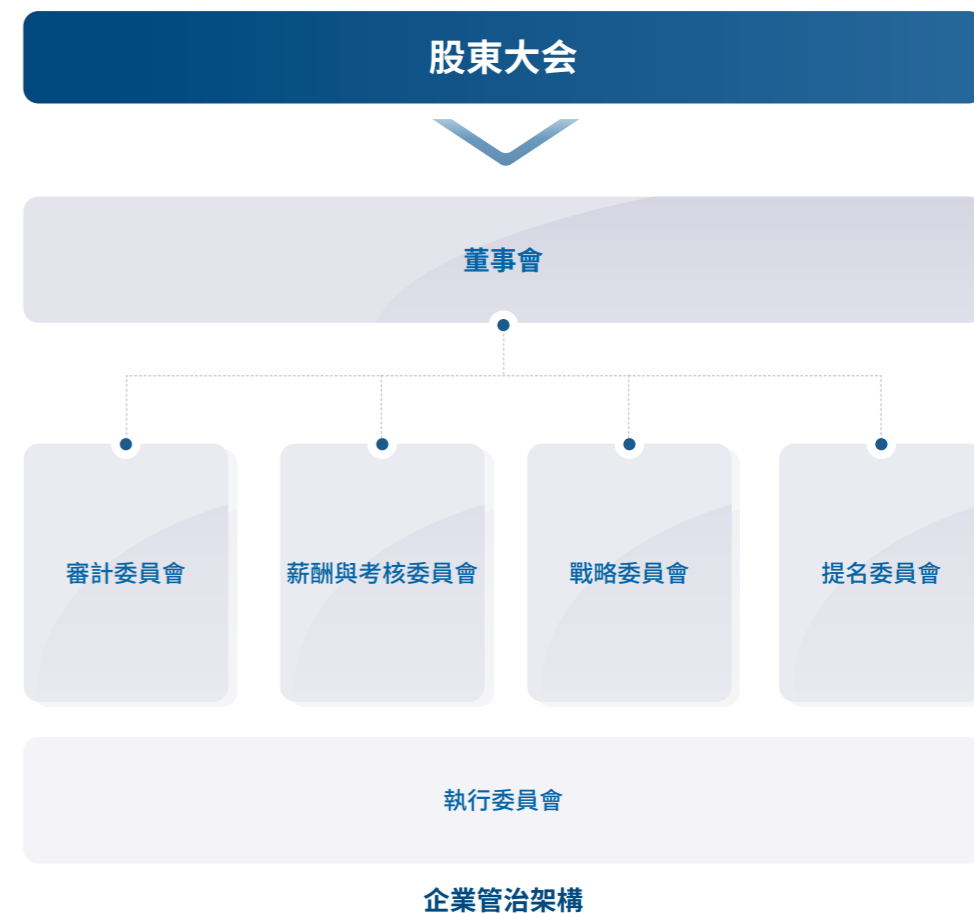 股東大会
董事會
審計委員會
薪酬與考核委員會
戰略委員會
提名委員會
執行委員會
企業管治架構